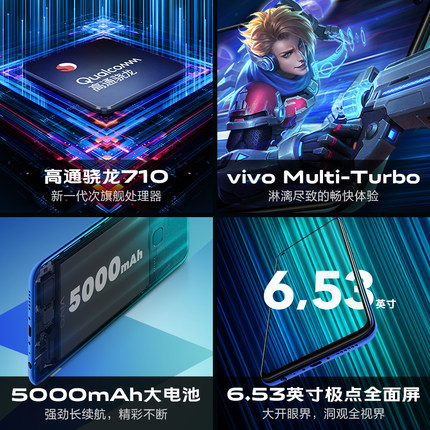 Qualcomm
高通骁龙
高通骁龙710
新一代次旗舰处理器
vivo Multi-Turbo
淋漓尽致的畅快体验
5000mAh
5000mAh大电池
强劲长续航，精彩不断
6.53英寸
6.53英寸极点全面屏
大开眼界，洞观全视界